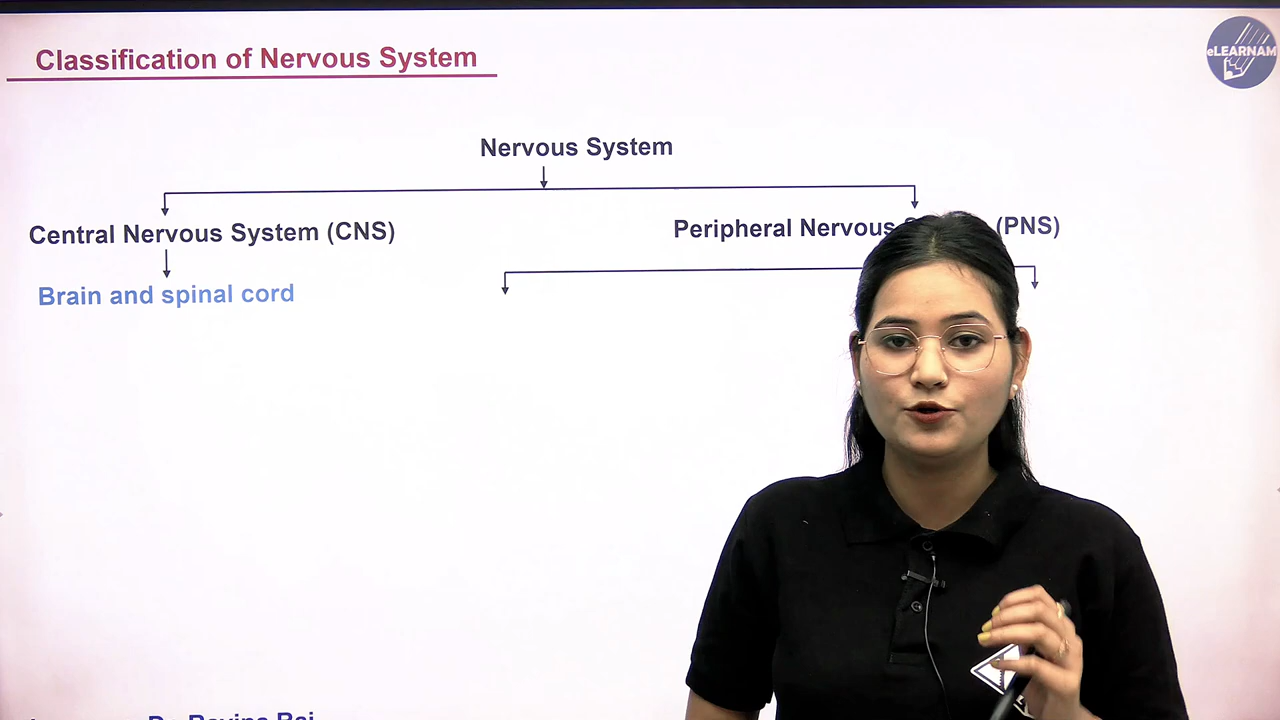 Classification of Nervous System
eLEARNAM
Nervous System
Central Nervous System (CNS)
Peripheral Nervous (PNS)
Brain and spinal cord